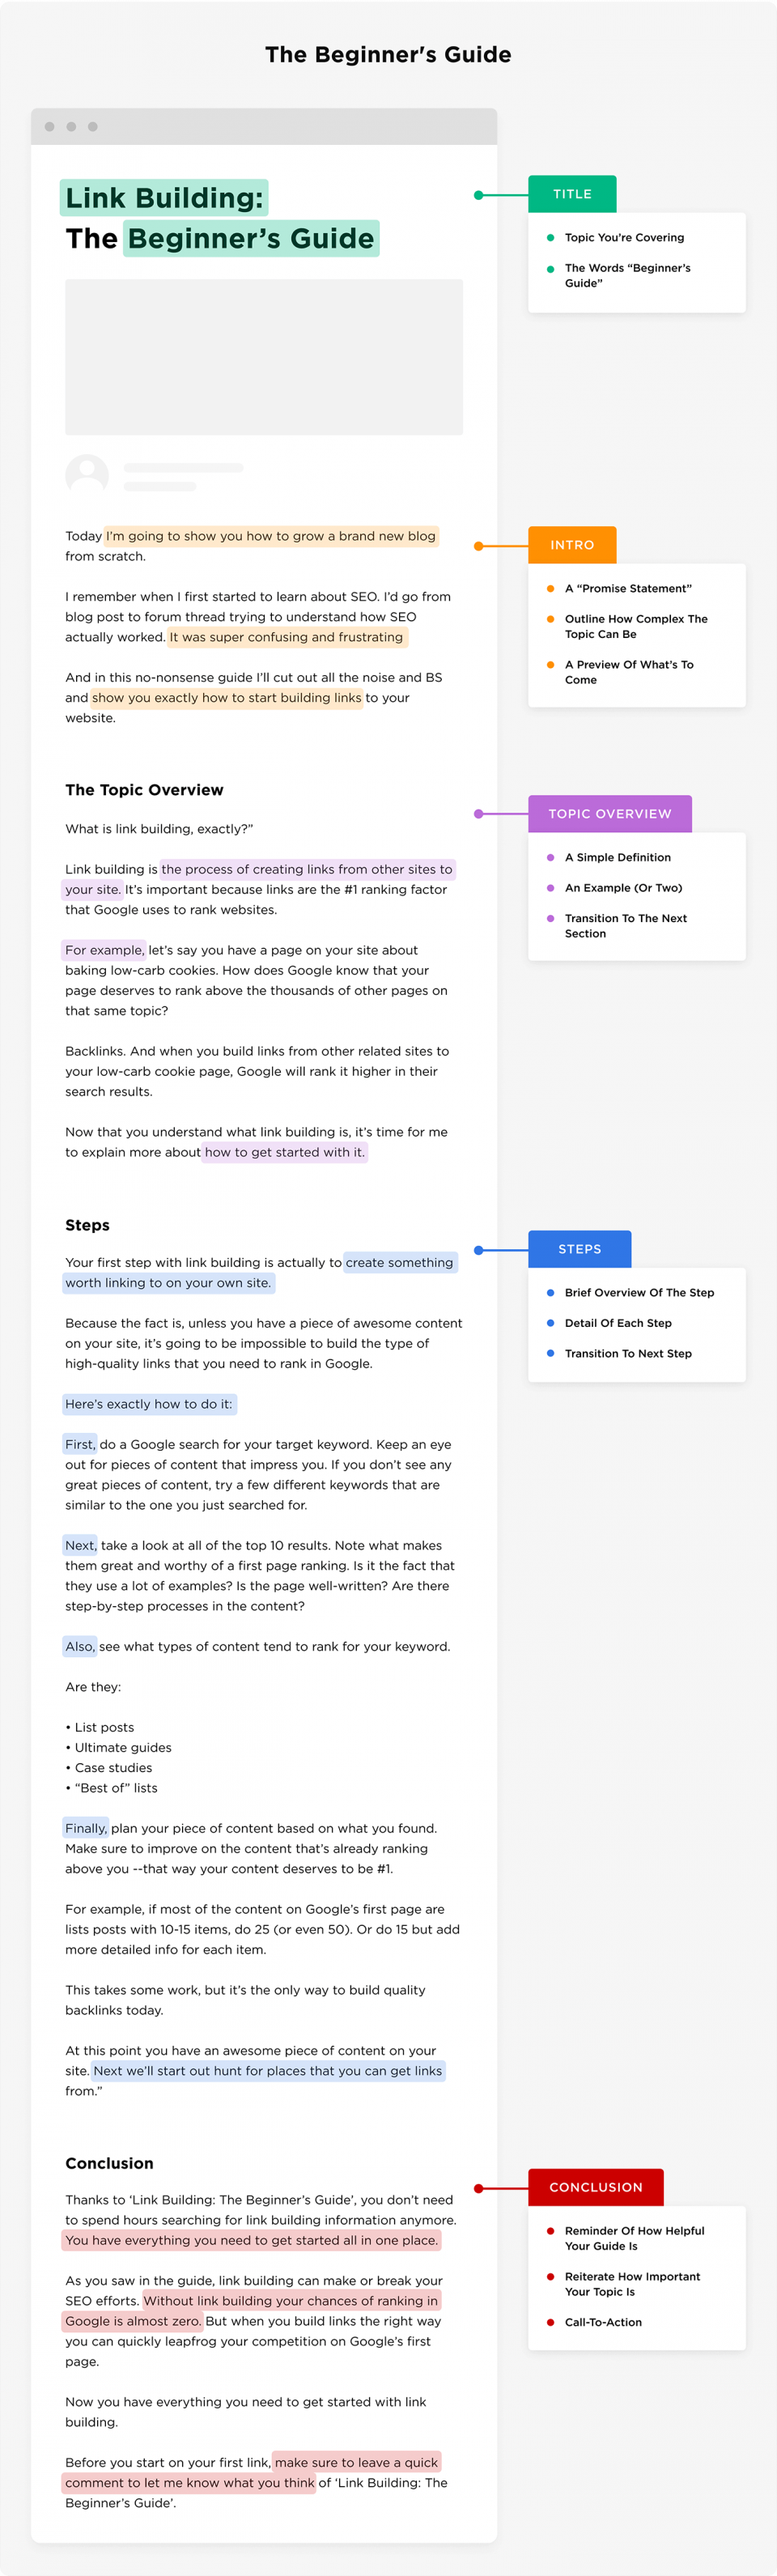 The Beginner's Guide
Link Building:
The Beginner’s Guide
TITLE
Topic You’re Covering
The Words “Beginner’s
Guide”
Today I’m going to show you how to grow a brand new blog
from scratch.
I remember when I first started to learn about SEO. I’d go from
blog post to forum thread trying to understand how SEO
actually worked. It was super confusing and frustrating
And in this no-nonsense guide I’ll cut out all the noise and BS
and show you exactly how to start building links to your
website.
INTRO
A “Promise Statement”
Outline How Complex The
Topic Can Be
A Preview Of What’s To
Come
The Topic Overview
What is link building, exactly?”
Link building is the process of creating links from other sites to
your site. It’s important because links are the #1 ranking factor
that Google uses to rank websites.
For example, let’s say you have a page on your site about
baking low-carb cookies. How does Google know that your
page deserves to rank above the thousands of other pages on
that same topic?
Backlinks. And when you build links from other related sites to
your low-carb cookie page, Google will rank it higher in their
search results.
Now that you understand what link building is, it’s time for me
to explain more about how to get started with it.
TOPIC OVERVIEW
A Simple Definition
An Example (Or Two)
Transition To The Next
Section
Steps
Your first step with link building is actually to create something
worth linking to on your own site.
Because the fact is, unless you have a piece of awesome content
on your site, it’s going to be impossible to build the type of
high-quality links that you need to rank in Google.
Here’s exactly how to do it:
First, do a Google search for your target keyword. Keep an eye
out for pieces of content that impress you. If you don’t see any
great pieces of content, try a few different keywords that are
similar to the one you just searched for.
Next, take a look at all of the top 10 results. Note what makes
them great and worthy of a first page ranking. Is it the fact that
they use a lot of examples? Is the page well-written? Are there
step-by-step processes in the content?
Also, see what types of content tend to rank for your keyword.
Are they:
• List posts
• Ultimate guides
• Case studies
• “Best of” lists
Finally, plan your piece of content based on what you found.
Make sure to improve on the content that’s already ranking
above you --that way your content deserves to be #1.
For example, if most of the content on Google’s first page are
lists posts with 10-15 items, do 25 (or even 50). Or do 15 but add
more detailed info for each item.
This takes some work, but it’s the only way to build quality
backlinks today.
At this point you have an awesome piece of content on your
site. Next we’ll start out hunt for places that you can get links
from.”
STEPS
Brief Overview Of The Step
Detail Of Each Step
Transition To Next Step
Conclusion
Thanks to ‘Link Building: The Beginner’s Guide’, you don’t need
to spend hours searching for link building information anymore.
You have everything you need to get started all in one place.
As you saw in the guide, link building can make or break your
SEO efforts. Without link building your chances of ranking in
Google is almost zero. But when you build links the right way
you can quickly leapfrog your competition on Google’s first
page.
Now you have everything you need to get started with link
building.
Before you start on your first link, make sure to leave a quick
comment to let me know what you think of ‘Link Building: The
Beginner’s Guide’.
CONCLUSION
Reminder Of How Helpful
Your Guide Is
Reiterate How Important
Your Topic Is
Call-To-Action